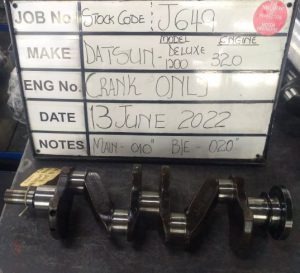 JOB NO STOCK CODE: J649
MAKE DATSUN - MODEL DELUXE 1200 ENGINE 320
ENG No. CRANK ONLY
DATE 13 JUNE 2022
NOTES MAIN - 010" B/E - 020"